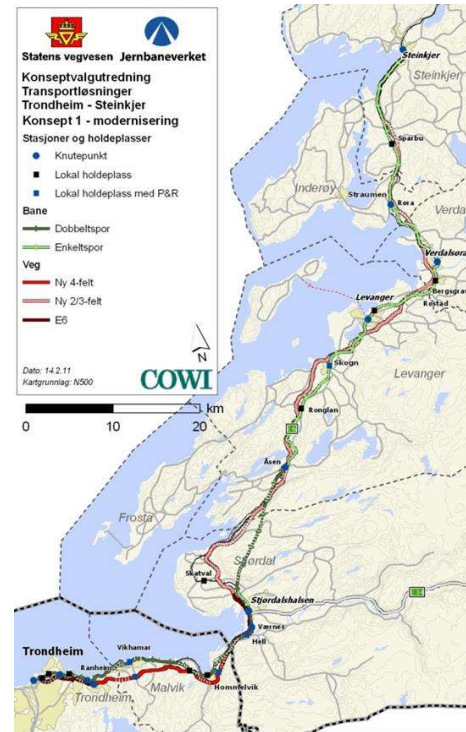 Statens vegvesen
Jernbaneverket
Konseptvalgutredning
Transportløsninger
Trondheim - Steinkjer
Konsept 1 - modernisering
Stasjoner og holdeplasser
Knutepunkt
Lokal holdeplass
Lokal holdeplass med P&R
Bane
Dobbeltspor
Enkeltspor
Veg
Ny 4-felt
Ny 2/3-felt
E6
N
Dato: 14.2.11
Kartgrunnlag: N500
COWI
0 10 20 km
Steinkjer
Steinkjer
Sparbu
Inderøy
Straumen
Røra
Verdalsøra
Bergsgrav
Røstad
Levanger
Skogn
Levanger
Ronglan
Åsen
Frosta
Skatval
Stjørdal
Stjørdalshalsen
Værnes
Hell
Trondheim
Vikhamar
Ranheim
Hommelvik
Malvik
Trondheim